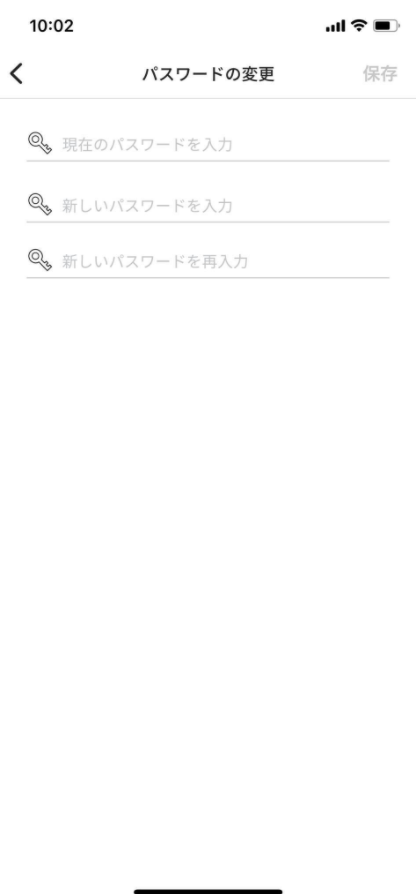 10:02
パスワードの変更 保存
現在のパスワードを入力
新しいパスワードを入力
新しいパスワードを再入力